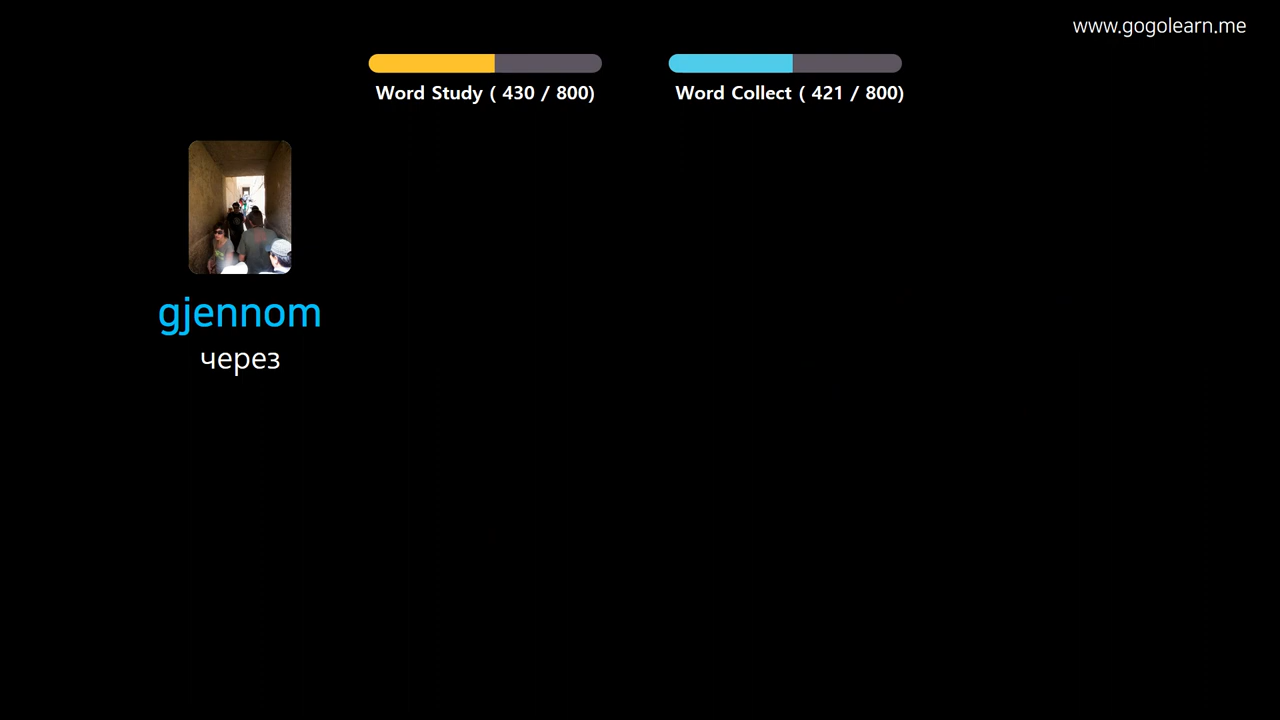 www.gogolearn.me
Word Study ( 430 / 800)
Word Collect ( 421 / 800)
gjennom
через